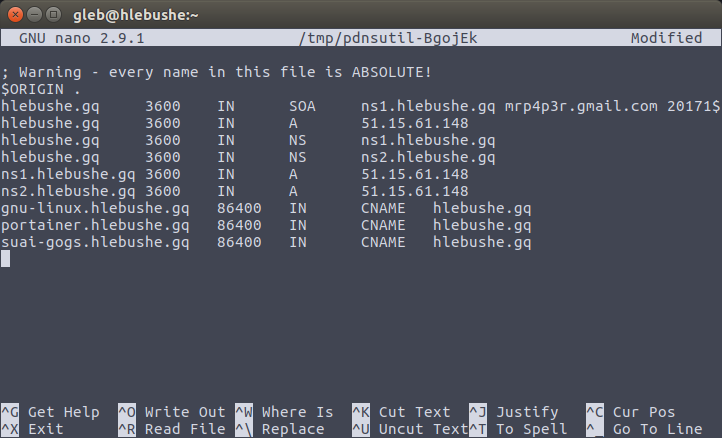 gleb@hlebushe:~
GNU nano 2.9.1 /tmp/pdnsutil-BgojEk Modified
; Warning - every name in this file is ABSOLUTE!
$ORIGIN .
hlebushe.gq 3600 IN SOA ns1.hlebushe.gq mrp4p3r.gmail.com 20171$
hlebushe.gq 3600 IN A 51.15.61.148
hlebushe.gq 3600 IN NS ns1.hlebushe.gq
hlebushe.gq 3600 IN NS ns2.hlebushe.gq
ns1.hlebushe.gq 3600 IN A 51.15.61.148
ns2.hlebushe.gq 3600 IN A 51.15.61.148
gnu-linux.hlebushe.gq 86400 IN CNAME hlebushe.gq
portainer.hlebushe.gq 86400 IN CNAME hlebushe.gq
suai-gogs.hlebushe.gq 86400 IN CNAME hlebushe.gq
^G Get Help ^O Write Out ^W Where Is ^K Cut Text ^J Justify ^C Cur Pos
^X Exit ^R Read File ^\ Replace ^U Uncut Text ^T To Spell ^_ Go To Line